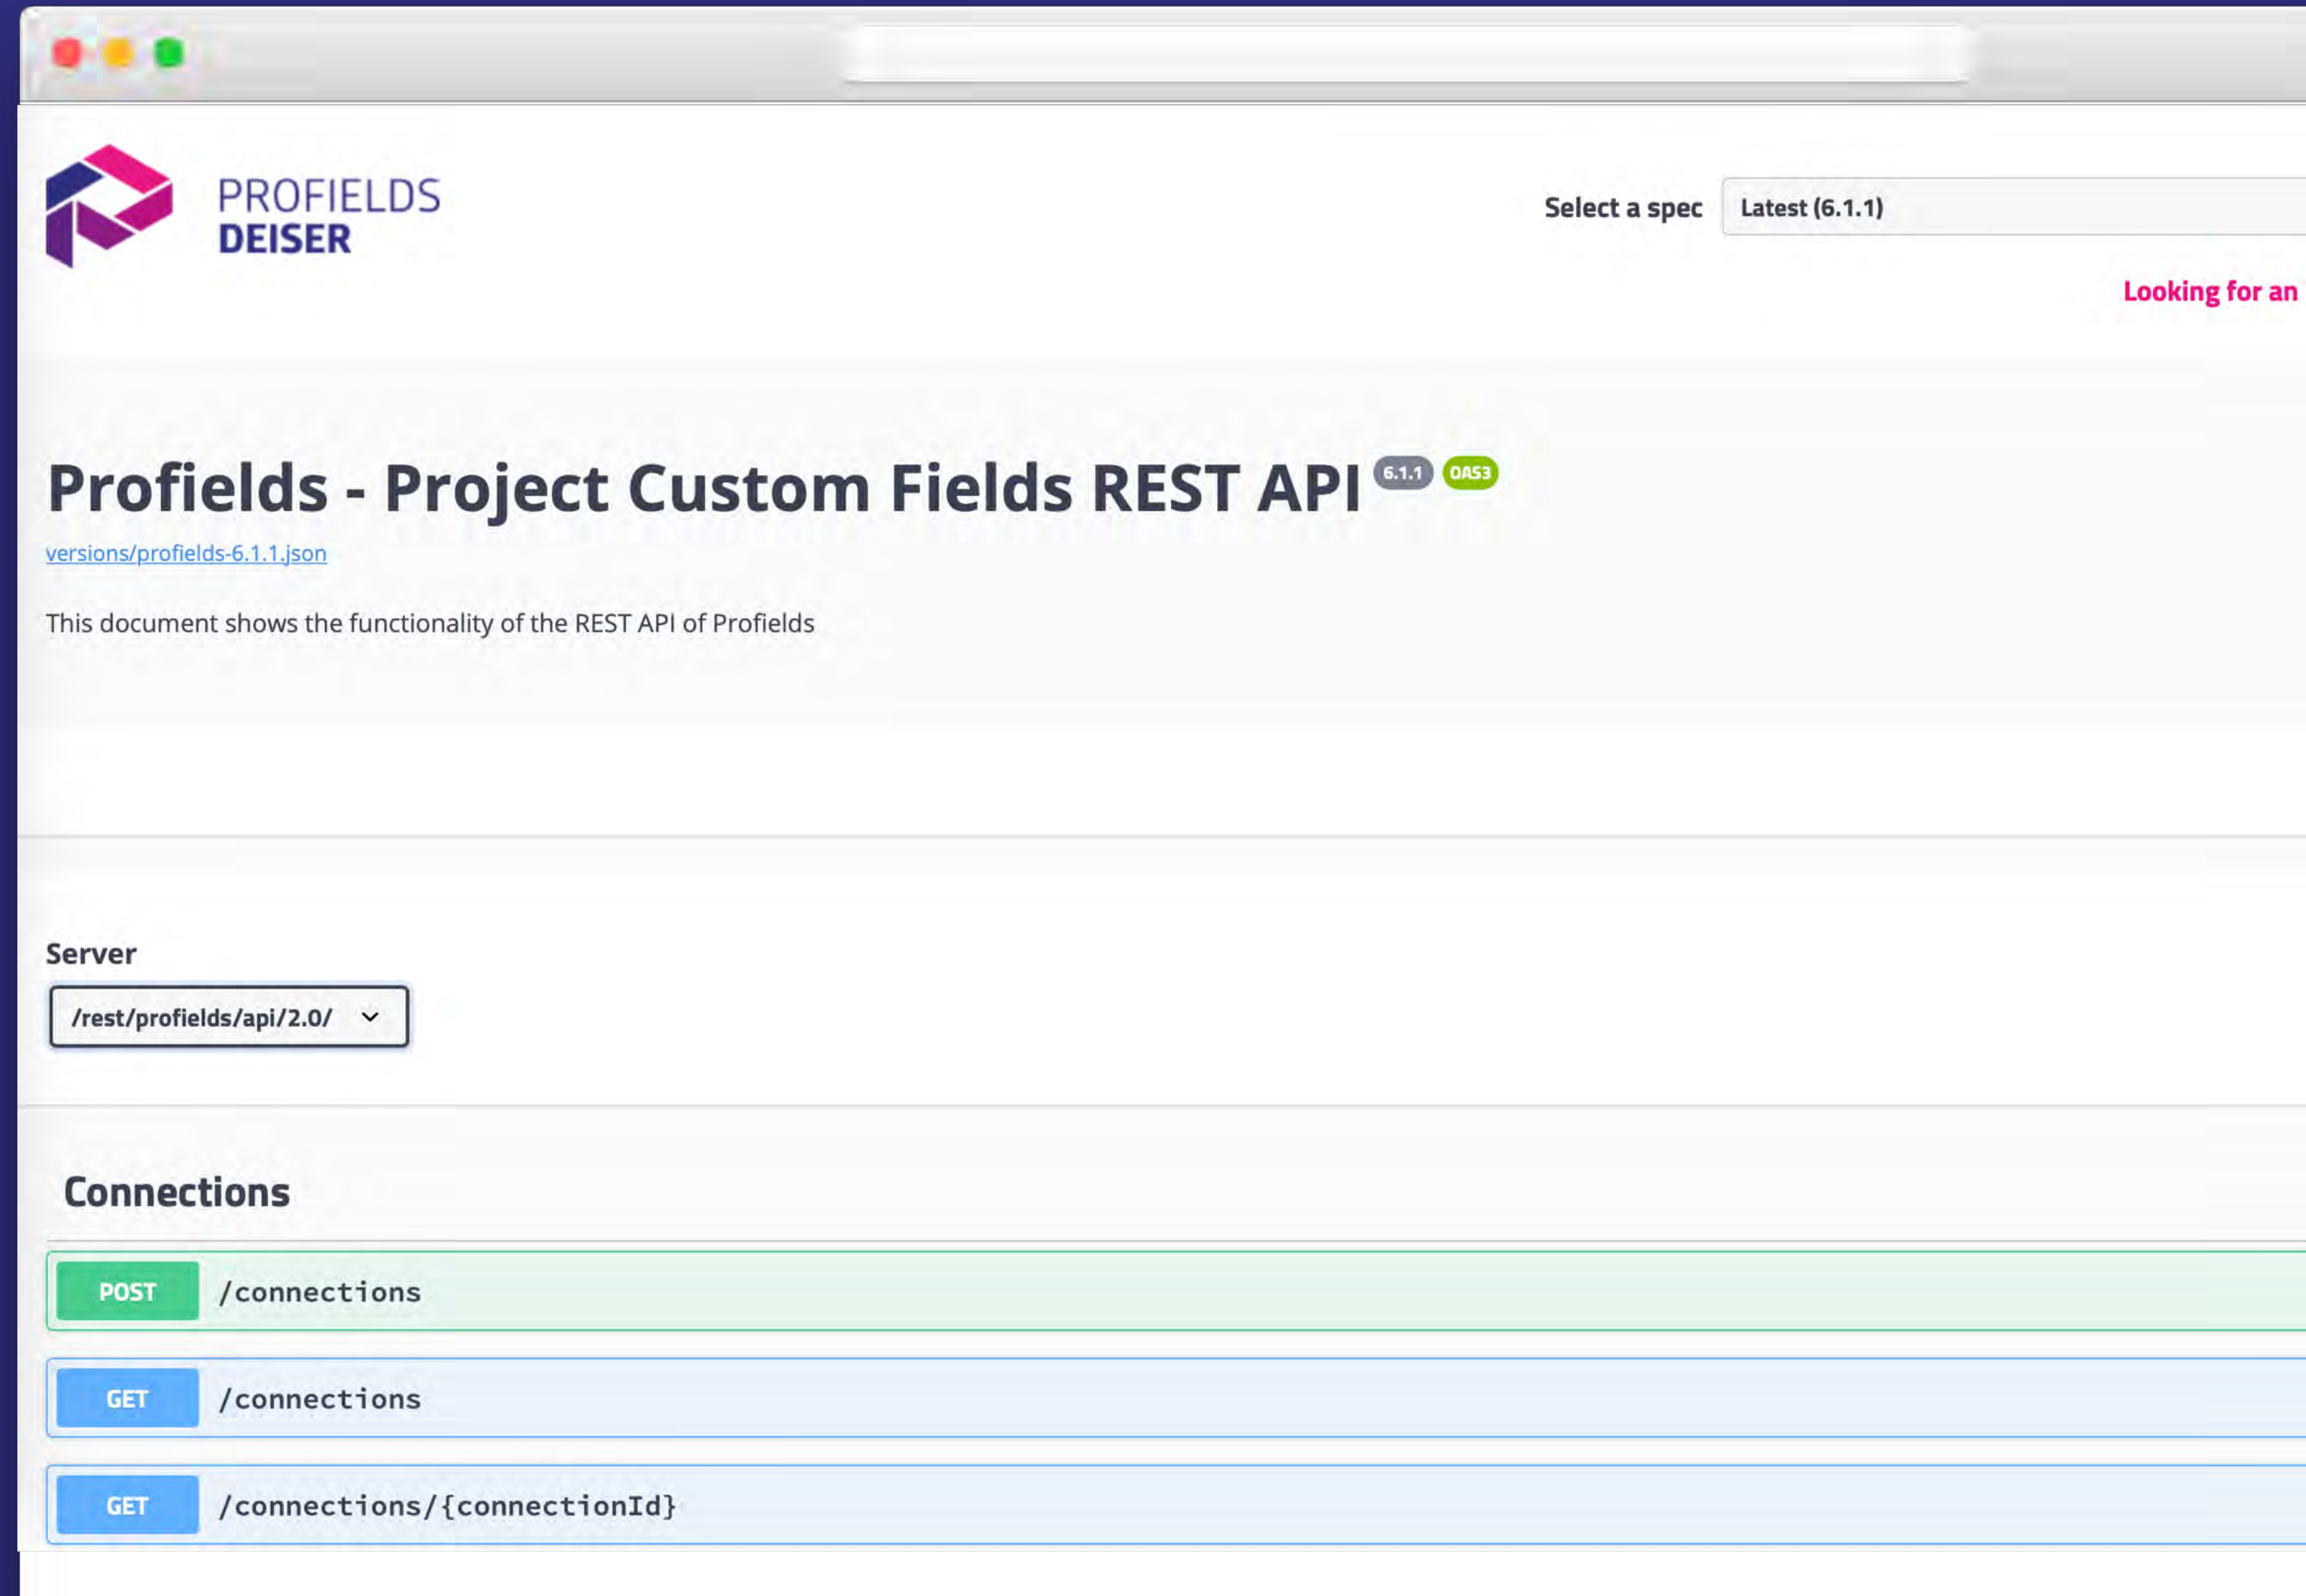 PROFIELDS
DEISER
Select a spec
Latest (6.1.1)
Looking for an
Profields - Project Custom Fields REST API 6.1.1 OAS3
versions/profields-6.1.1.json
This document shows the functionality of the REST API of Profields
Server
/rest/profields/api/2.0/
Connections
POST /connections
GET /connections
GET /connections/{connectionId}